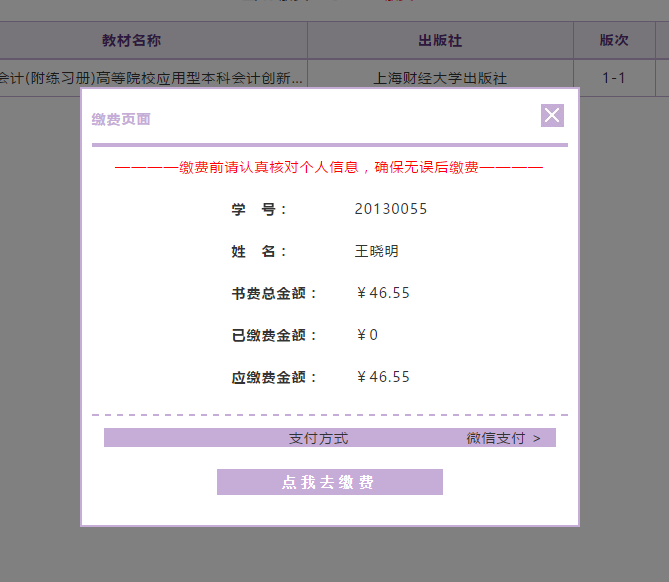 教材名称 出版社 版次
会计(附练习册)高等院校应用型本科会计创新... 上海财经大学出版社 1-1
缴费页面
————缴费前请认真核对个人信息，确保无误后缴费————
学 号： 20130055
姓 名： 王晓明
书费总金额： ￥46.55
已缴费金额： ￥0
应缴费金额： ￥46.55
支付方式 微信支付 >
点我去缴费